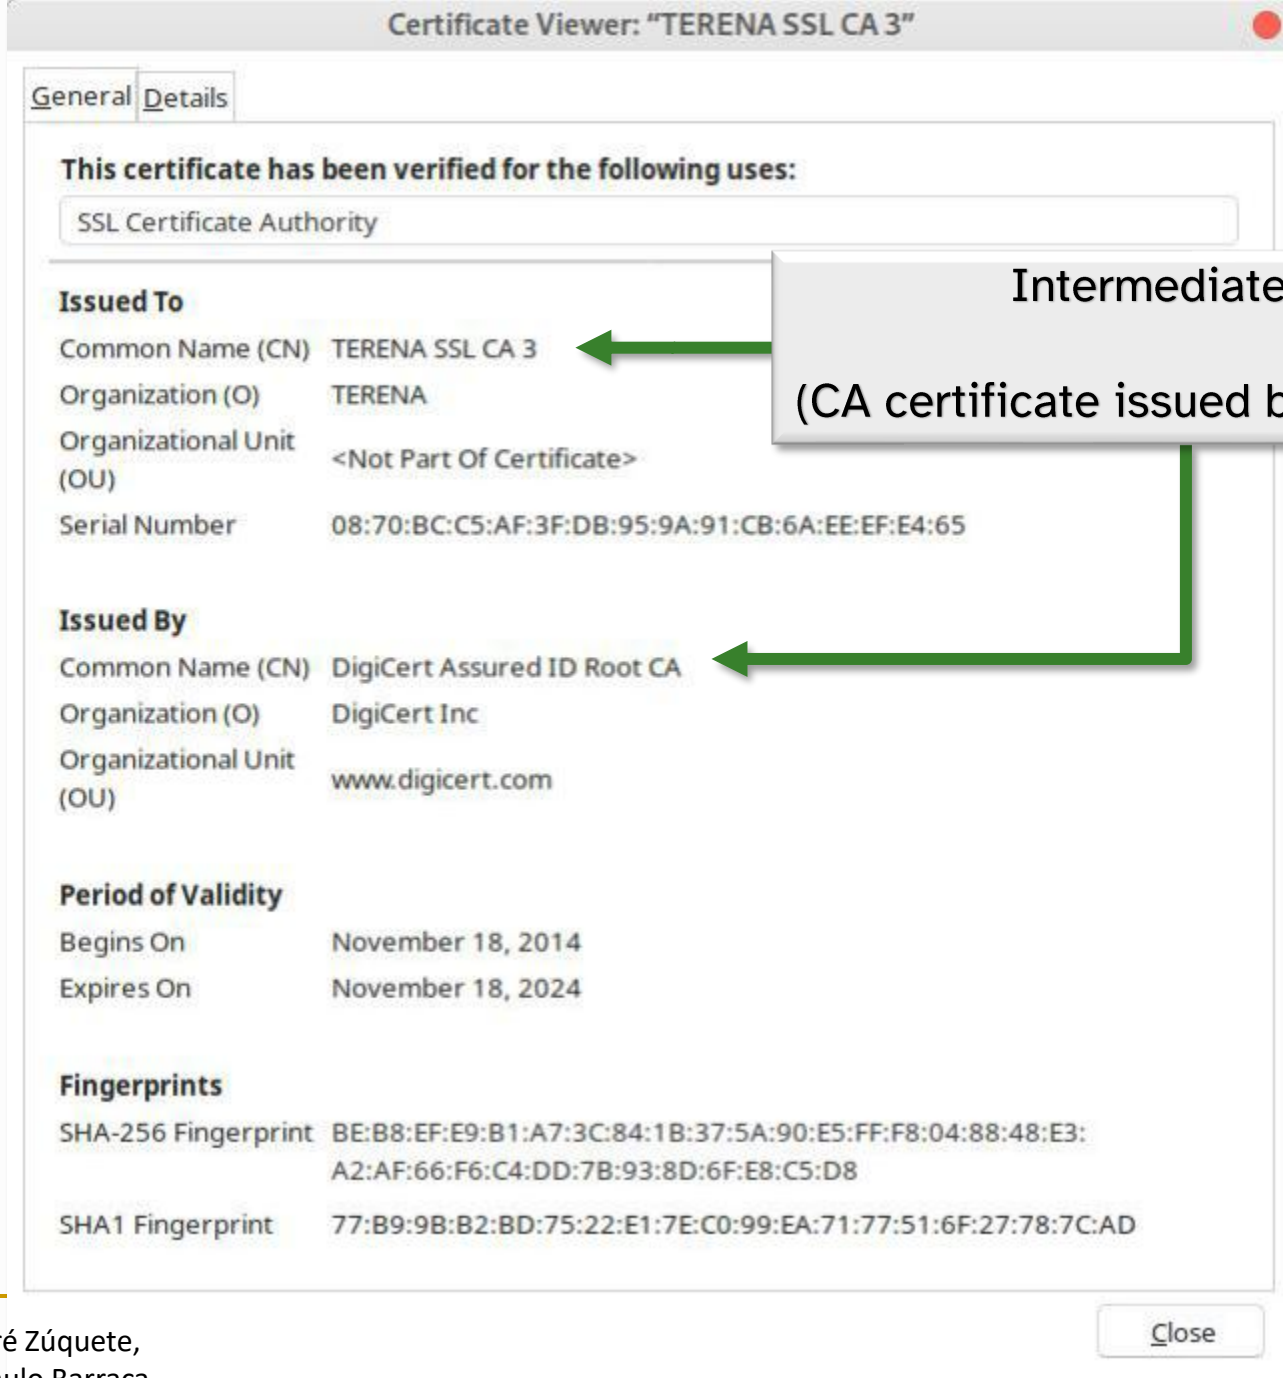 Certificate Viewer: “TERENA SSL CA 3”
General Details
This certificate has been verified for the following uses:
SSL Certificate Authority
Intermediate
(CA certificate issued b
Issued To
Common Name (CN) TERENA SSL CA 3
Organization (O) TERENA
Organizational Unit (OU) <Not Part Of Certificate>
Serial Number 08:70:BC:C5:AF:3F:DB:95:9A:91:CB:6A:EE:EF:E4:65
Issued By
Common Name (CN) DigiCert Assured ID Root CA
Organization (O) DigiCert Inc
Organizational Unit (OU) www.digicert.com
Period of Validity
Begins On November 18, 2014
Expires On November 18, 2024
Fingerprints
SHA-256 Fingerprint BE:B8:EF:E9:B1:A7:3C:84:1B:37:5A:90:E5:FF:F8:04:88:48:E3:
A2:AF:66:F6:C4:DD:7B:93:8D:6F:E8:C5:D8
SHA1 Fingerprint 77:B9:9B:B2:BD:75:22:E1:7E:C0:99:EA:71:77:51:6F:27:78:7C:AD
Close
ré Zúquete,
ulo Barraca